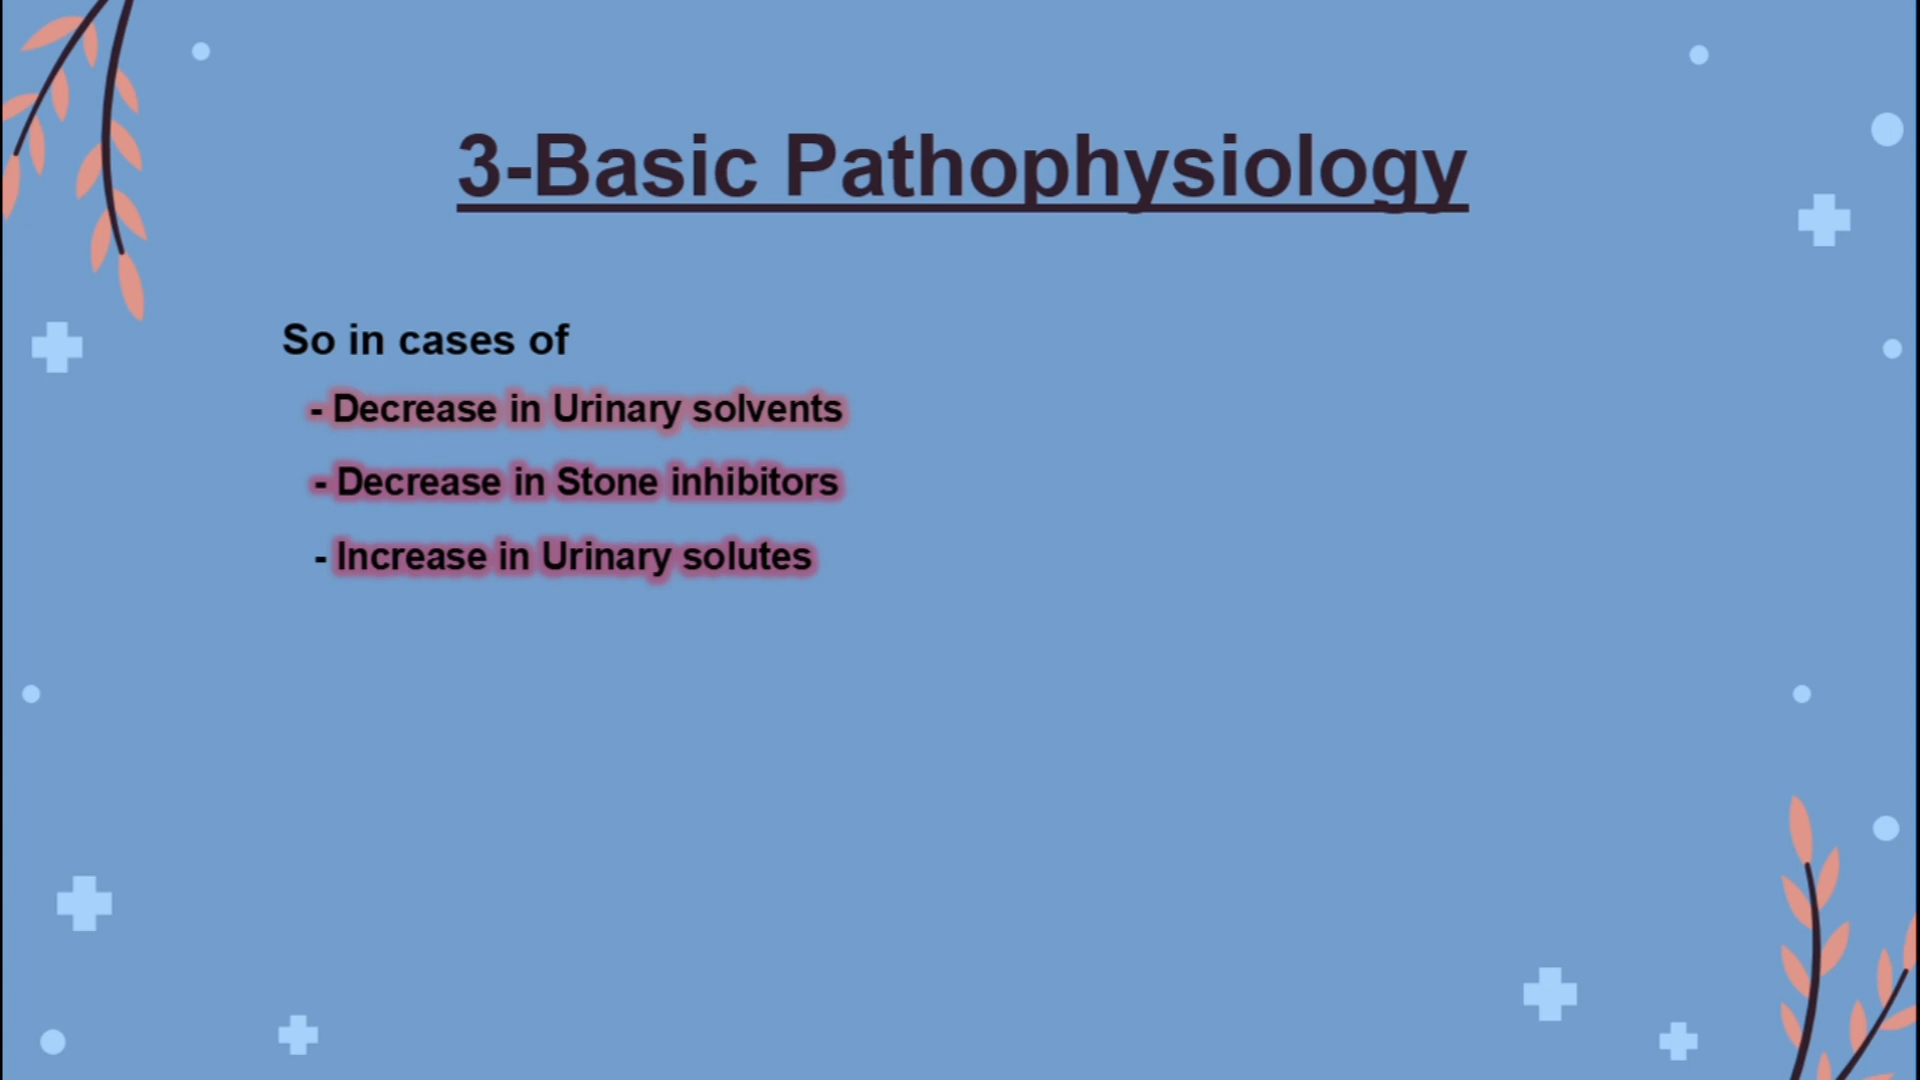 3-Basic Pathophysiology
So in cases of
- Decrease in Urinary solvents
- Decrease in Stone inhibitors
- Increase in Urinary solutes